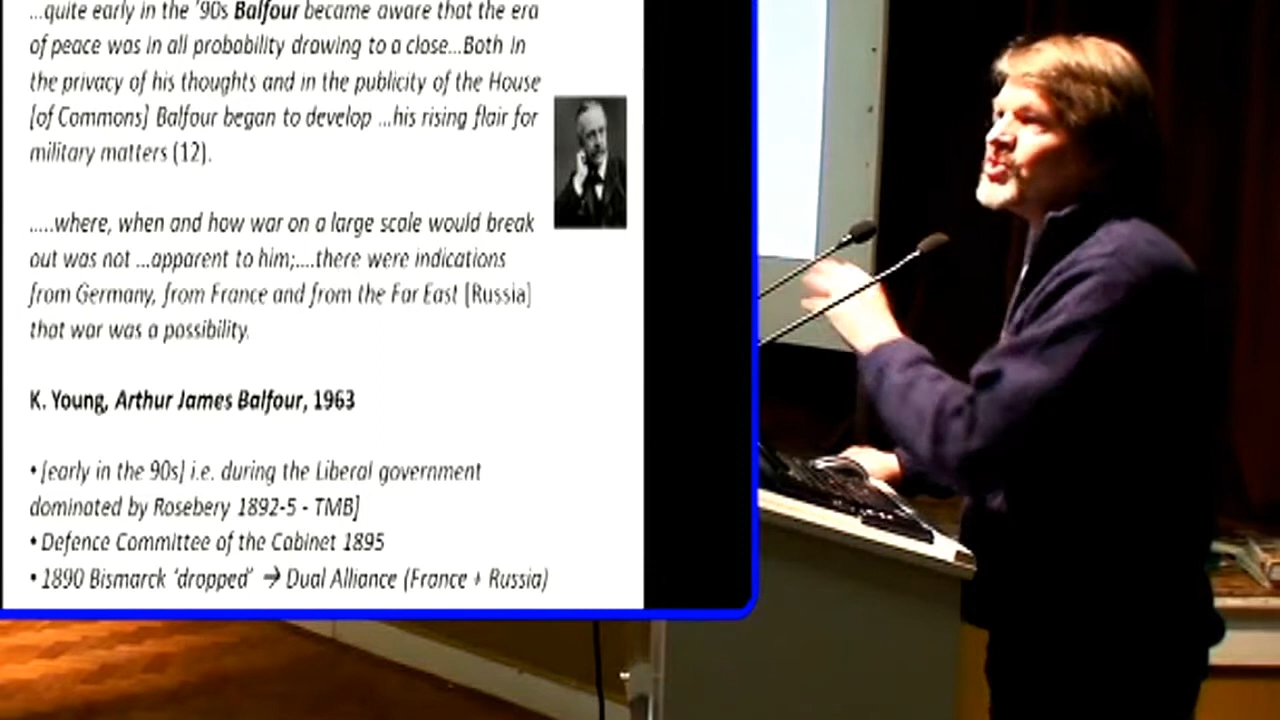 ...quite early in the '90s Balfour became aware that the era
of peace was in all probability drawing to a close...Both in
the privacy of his thoughts and in the publicity of the House
[of Commons] Balfour began to develop ...his rising flair for
military matters (12).
.....where, when and how war on a large scale would break
out was not ...apparent to him;....there were indications
from Germany, from France and from the Far East [Russia]
that war was a possibility.
K. Young, Arthur James Balfour, 1963
• [early in the 90s] i.e. during the Liberal government
dominated by Rosebery 1892-5 - TMB]
• Defence Committee of the Cabinet 1895
• 1890 Bismarck 'dropped' → Dual Alliance (France + Russia)